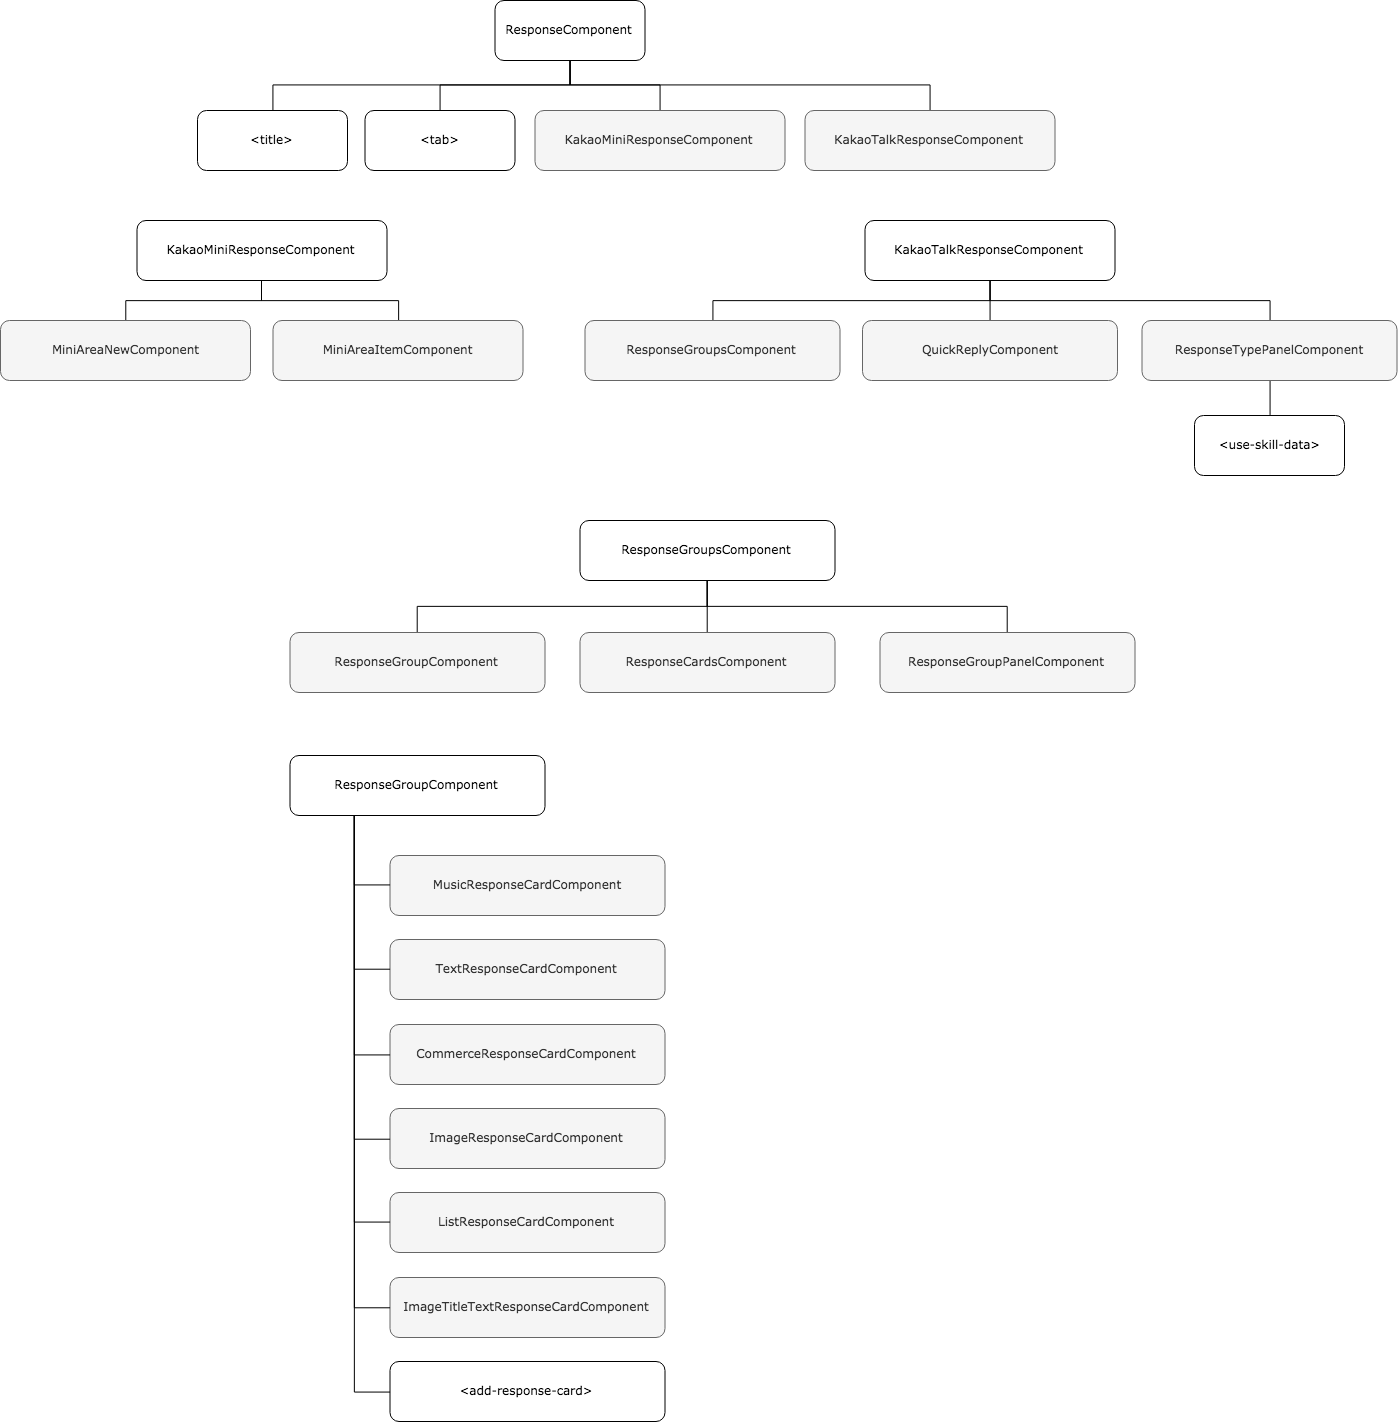 ResponseComponent
<title>
<tab>
KakaoMiniResponseComponent
KakaoTalkResponseComponent
KakaoMiniResponseComponent
KakaoTalkResponseComponent
MiniAreaNewComponent
MiniAreaItemComponent
ResponseGroupsComponent
QuickReplyComponent
ResponseTypePanelComponent
<use-skill-data>
ResponseGroupsComponent
ResponseGroupComponent
ResponseCardsComponent
ResponseGroupPanelComponent
ResponseGroupComponent
MusicResponseCardComponent
TextResponseCardComponent
CommerceResponseCardComponent
ImageResponseCardComponent
ListResponseCardComponent
ImageTitleTextResponseCardComponent
<add-response-card>